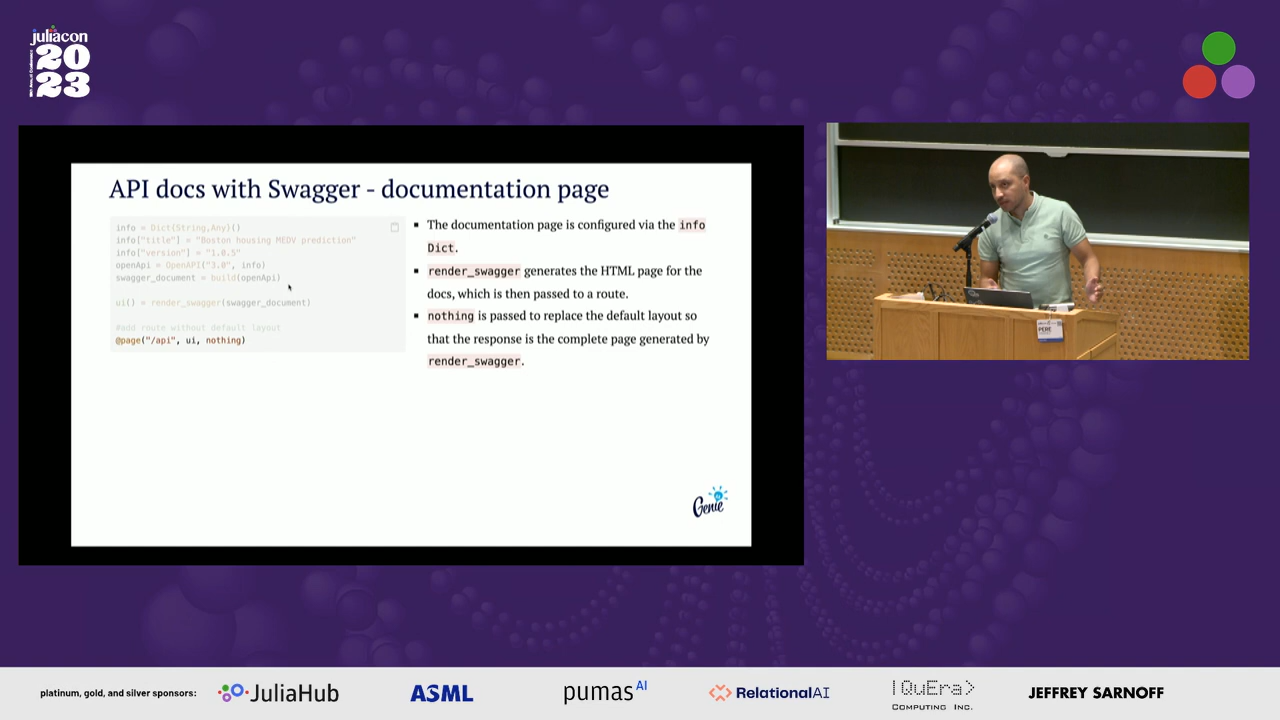 juliacon
20
23
API docs with Swagger - documentation page
info = Dict{String,Any}()
info["title"] = "Boston housing MEDV prediction"
info["version"] = "1.0.5"
openApi = OpenAPI("3.0", info)
swagger_document = build(openApi)
ui() = render_swagger(swagger_document)
#add route without default layout
@page("/api", ui, nothing)
▪ The documentation page is configured via the info
Dict.
▪ render_swagger generates the HTML page for the
docs, which is then passed to a route.
▪ nothing is passed to replace the default layout so
that the response is the complete page generated by
render_swagger.
Genie
PERE
platinum, gold, and silver sponsors:
JuliaHub
ASML
pumas AI
RelationalAI
|QuEra>
COMPUTING INC.
JEFFREY SARNOFF